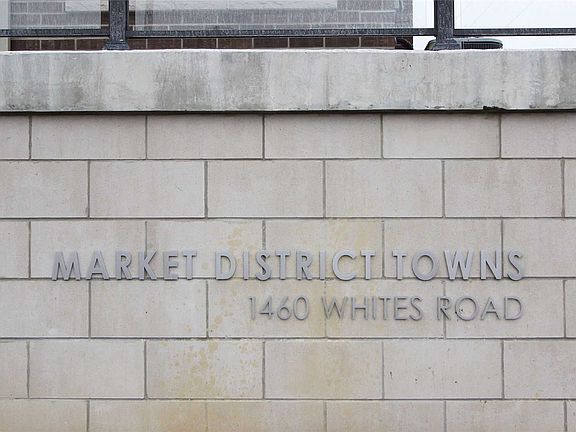 MARKET DISTRICT TOWNS
1460 WHITES ROAD